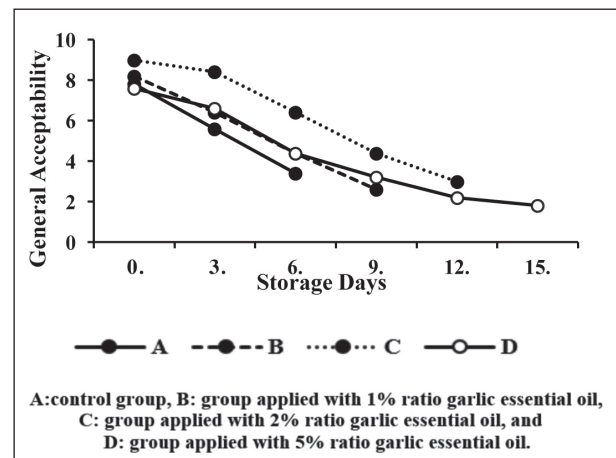 General Acceptability
10
8
6
4
2
0
0. 3. 6. 9. 12. 15.
Storage Days
A B C D
A:control group, B: group applied with 1% ratio garlic essential oil,
C: group applied with 2% ratio garlic essential oil, and
D: group applied with 5% ratio garlic essential oil.